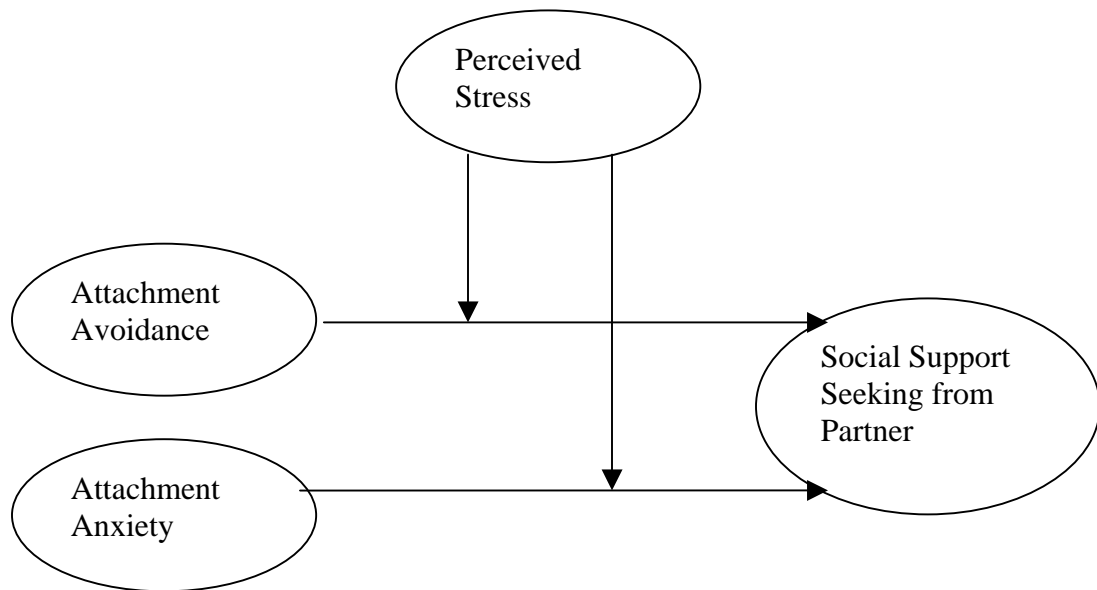 Perceived
Stress
Attachment
Avoidance
Social Support
Seeking from
Partner
Attachment
Anxiety